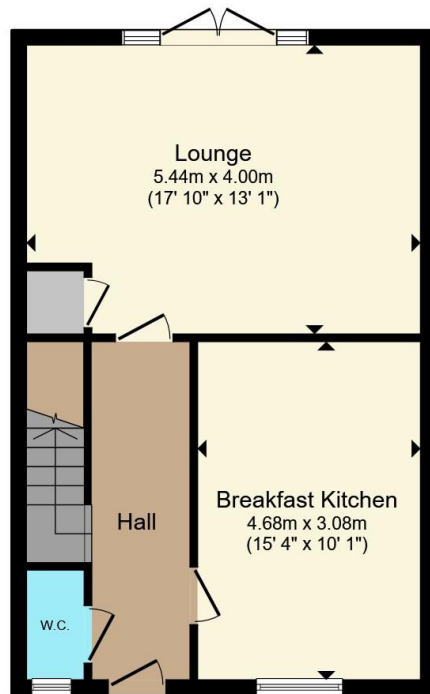 Lounge
5.44m x 4.00m
(17' 10" x 13' 1")
Breakfast Kitchen
4.68m x 3.08m
(15' 4" x 10' 1")
Hall
W.C.